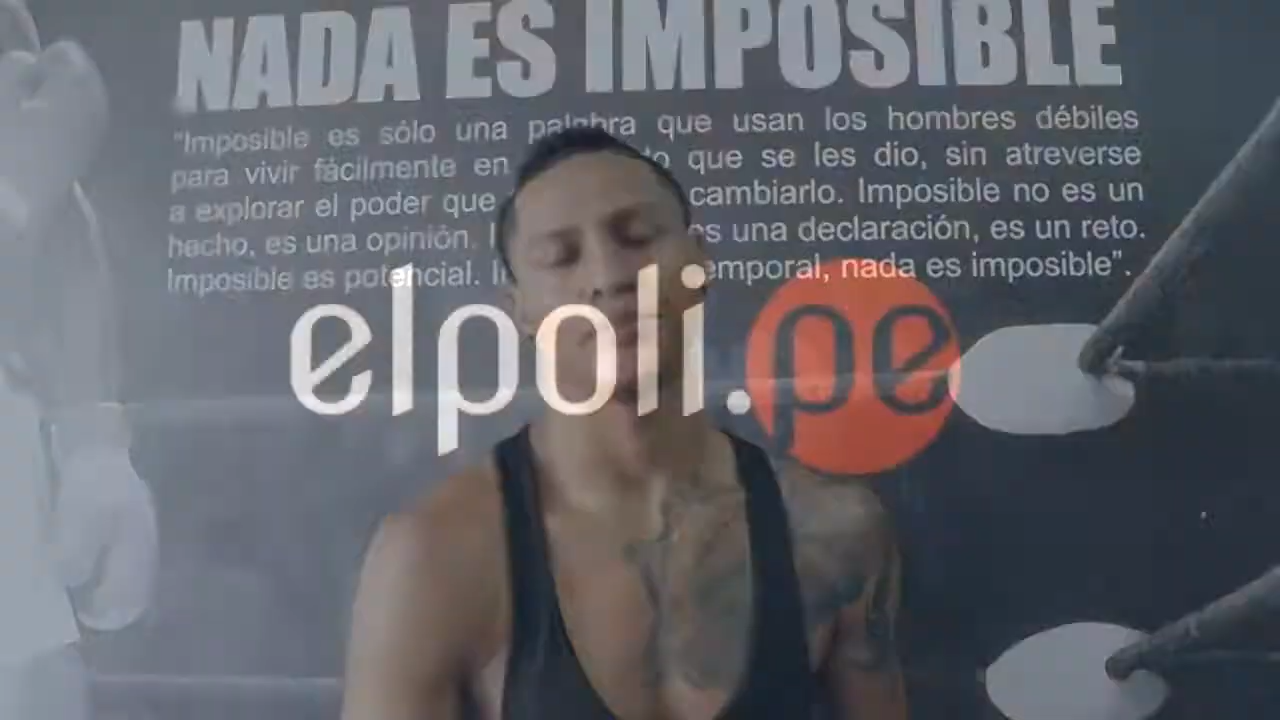 NADA ES IMPOSIBLE
"Imposible es sólo una palabra que usan los hombres débiles
para vivir fácilmente en que se les dio, sin atreverse
a explorar el poder que cambiarlo. Imposible no es un
hecho, es una opinión. es una declaración, es un reto.
Imposible es potencial. nada es imposible".
elpoli.pe